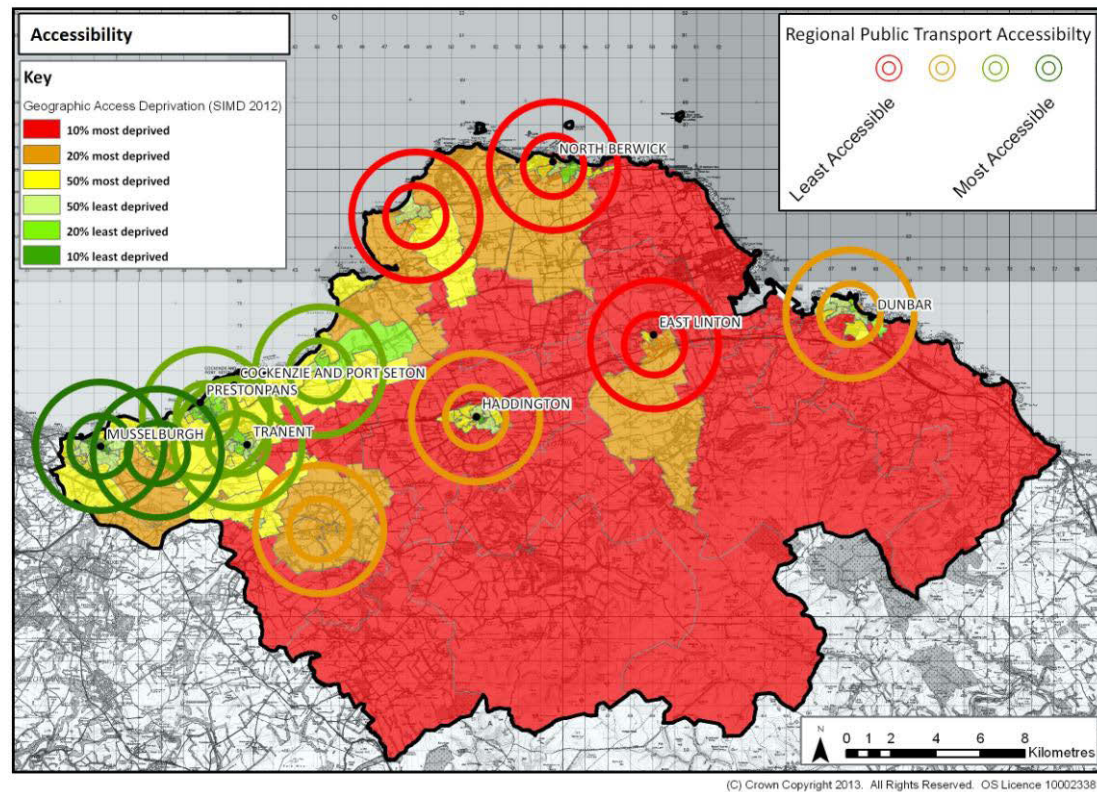 Accessibility
Key
Geographic Access Deprivation (SIMD 2012)
10% most deprived
20% most deprived
50% most deprived
50% least deprived
20% least deprived
10% least deprived
Regional Public Transport Accessibilty
Least Accessible
Most Accessible
NORTH BERWICK
DUNBAR
EAST LINTON
COCKENZIE AND PORT SETON
PRESTONPANS
HADDINGTON
MUSSELBURGH
TRANENT
N
0 1 2 4 6 8
Kilometres
(C) Crown Copyright 2013. All Rights Reserved. OS Licence 10002338